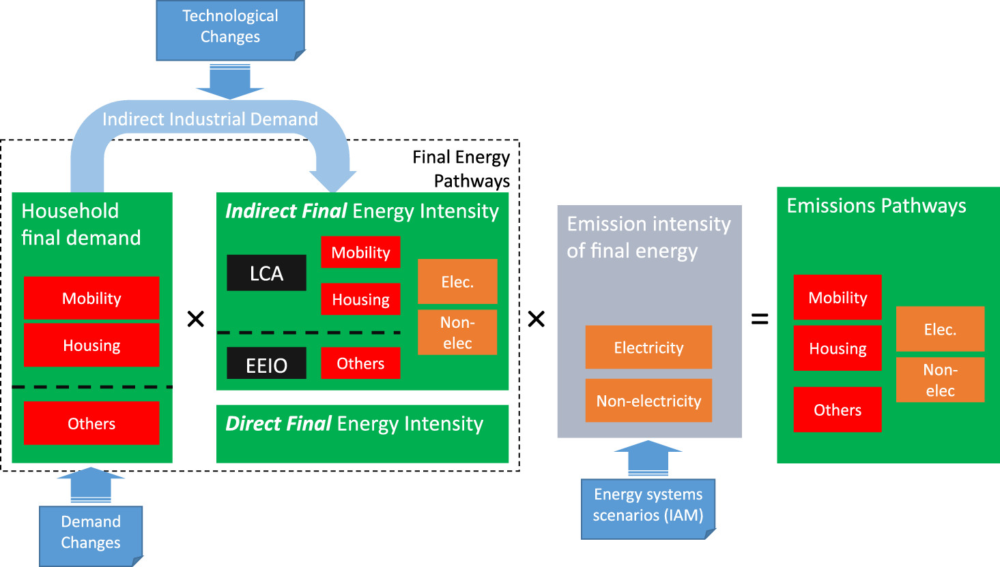 Technological
Changes
Indirect Industrial Demand
Final Energy
Pathways
Household
final demand
Mobility
Housing
Others
×
Indirect Final Energy Intensity
LCA
Mobility
Housing
EEIO
Others
Elec.
Non-
elec
Direct Final Energy Intensity
×
Emission intensity
of final energy
Electricity
Non-electricity
=
Emissions Pathways
Mobility
Housing
Others
Elec.
Non-
elec
Demand
Changes
Energy systems
scenarios (IAM)